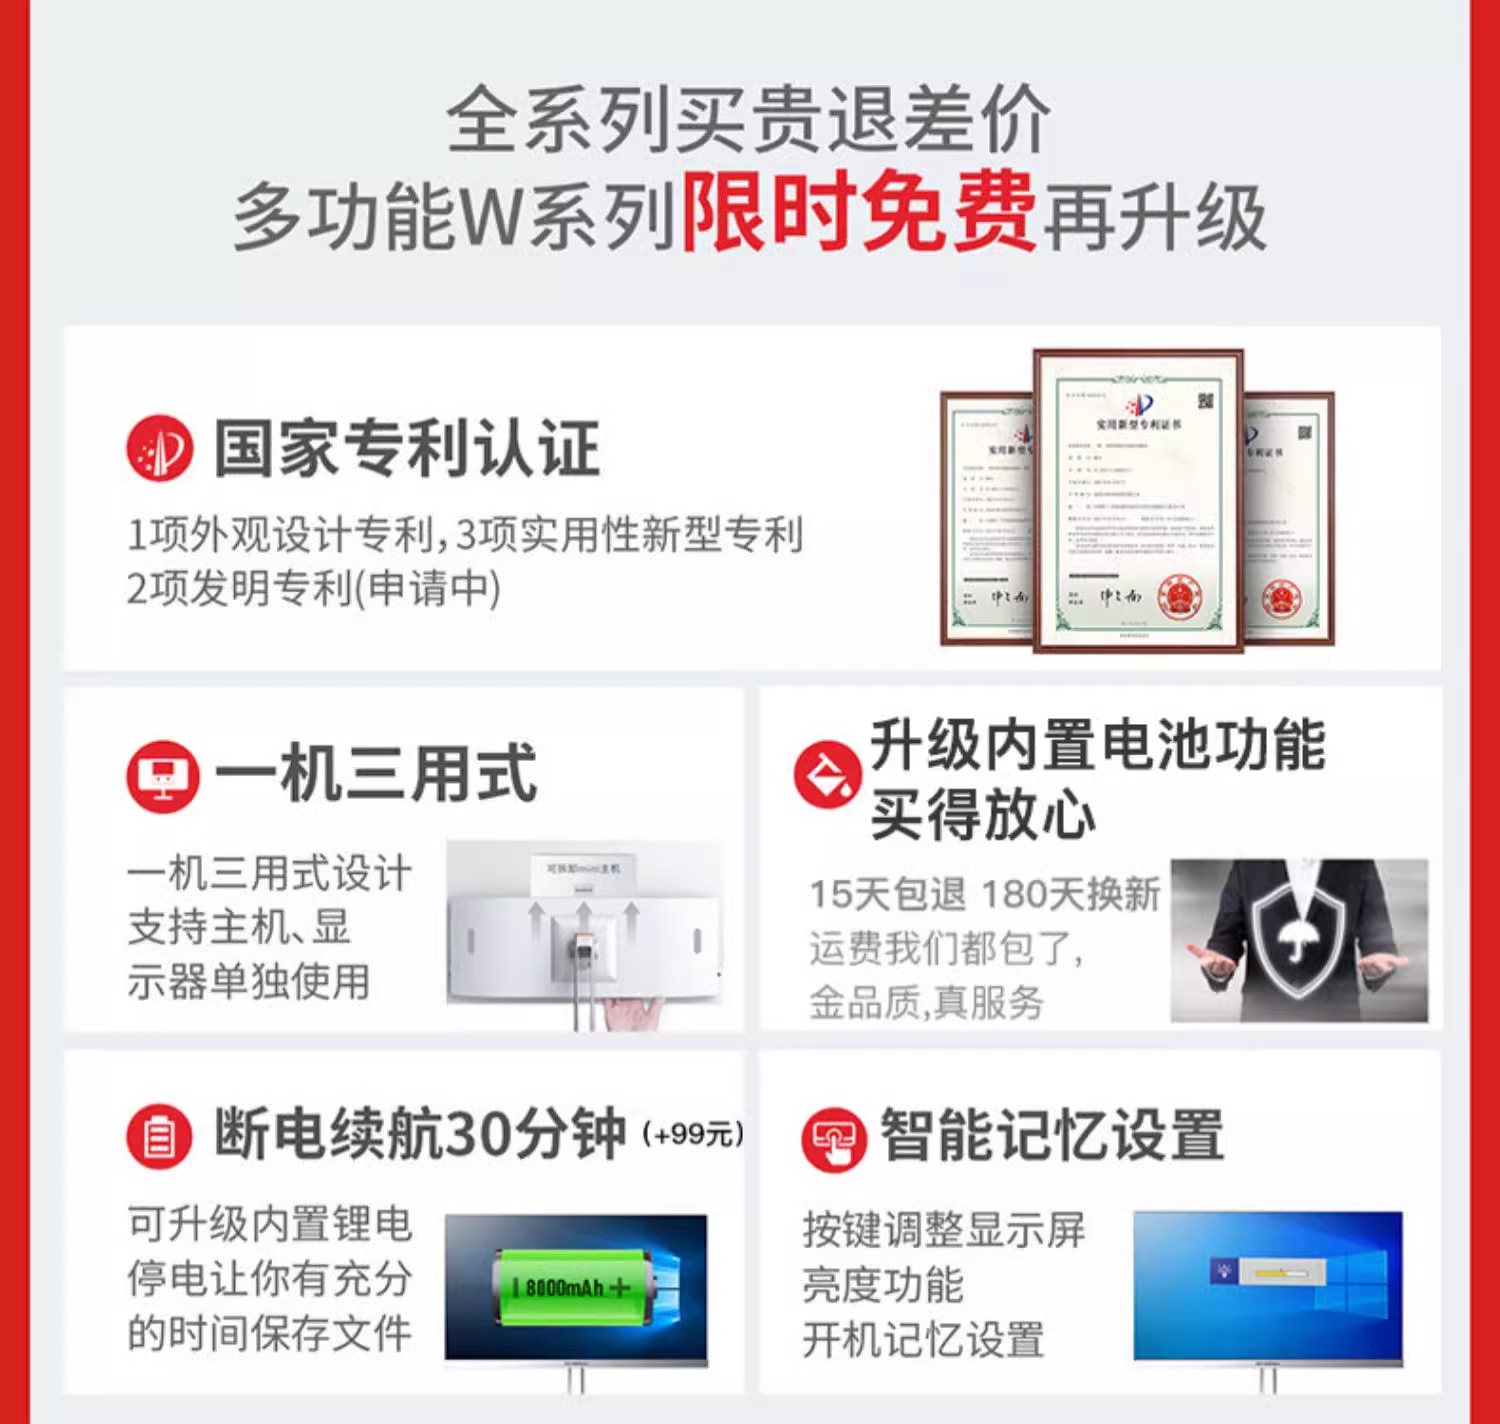 全系列买贵退差价
多功能W系列限时免费再升级
国家专利认证
1项外观设计专利,3项实用性新型专利
2项发明专利(申请中)
实用新型专利证书
一机三用式
一机三用式设计
支持主机、显
示器单独使用
可拆卸mini主机
升级内置电池功能
买得放心
15天包退 180天换新
运费我们都包了,
金品质,真服务
断电续航30分钟 (+99元)
可升级内置锂电
停电让你有充分
的时间保存文件
8000mAh
智能记忆设置
按键调整显示屏
亮度功能
开机记忆设置